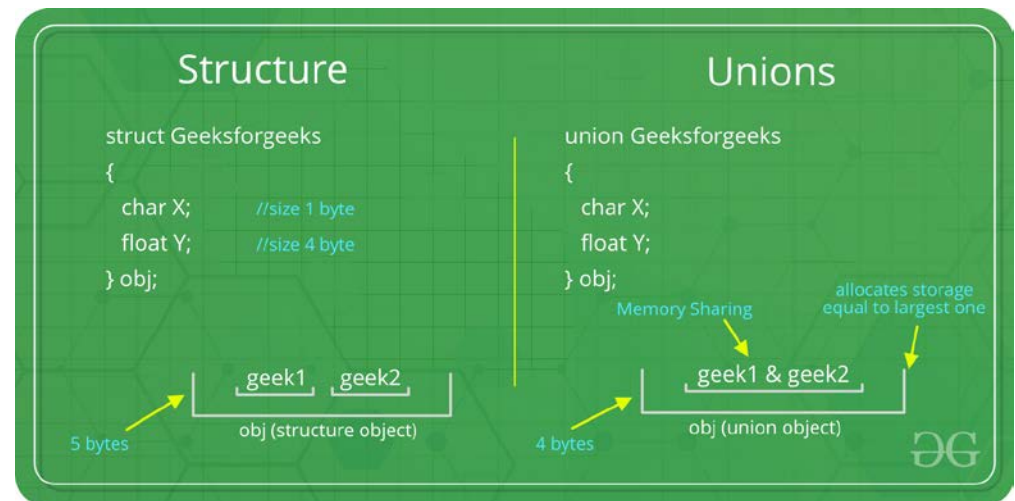 Structure
struct Geeksforgeeks
{
char X; //size 1 byte
float Y; //size 4 byte
} obj;
geek1 geek2
obj (structure object)
5 bytes
Unions
union Geeksforgeeks
{
char X;
float Y;
} obj;
Memory Sharing
allocates storage
equal to largest one
geek1 & geek2
obj (union object)
4 bytes